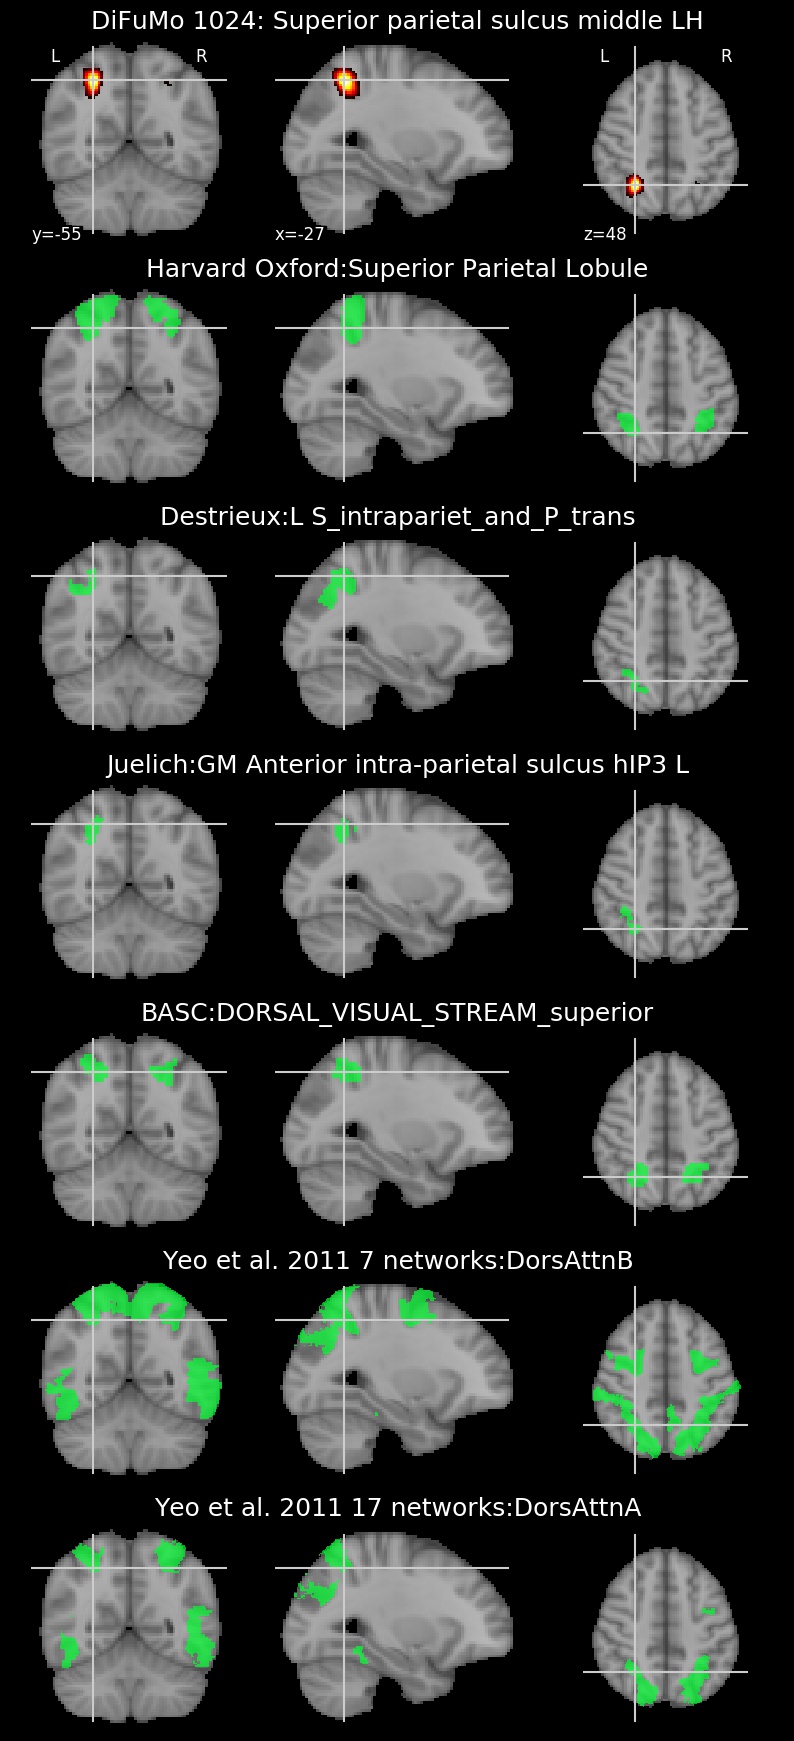 DiFuMo 1024: Superior parietal sulcus middle LH
L R L R
y=-55 x=-27 z=48
Harvard Oxford:Superior Parietal Lobule
Destrieux:L S_intrapariet_and_P_trans
Juelich:GM Anterior intra-parietal sulcus hIP3 L
BASC:DORSAL_VISUAL_STREAM_superior
Yeo et al. 2011 7 networks:DorsAttnB
Yeo et al. 2011 17 networks:DorsAttnA